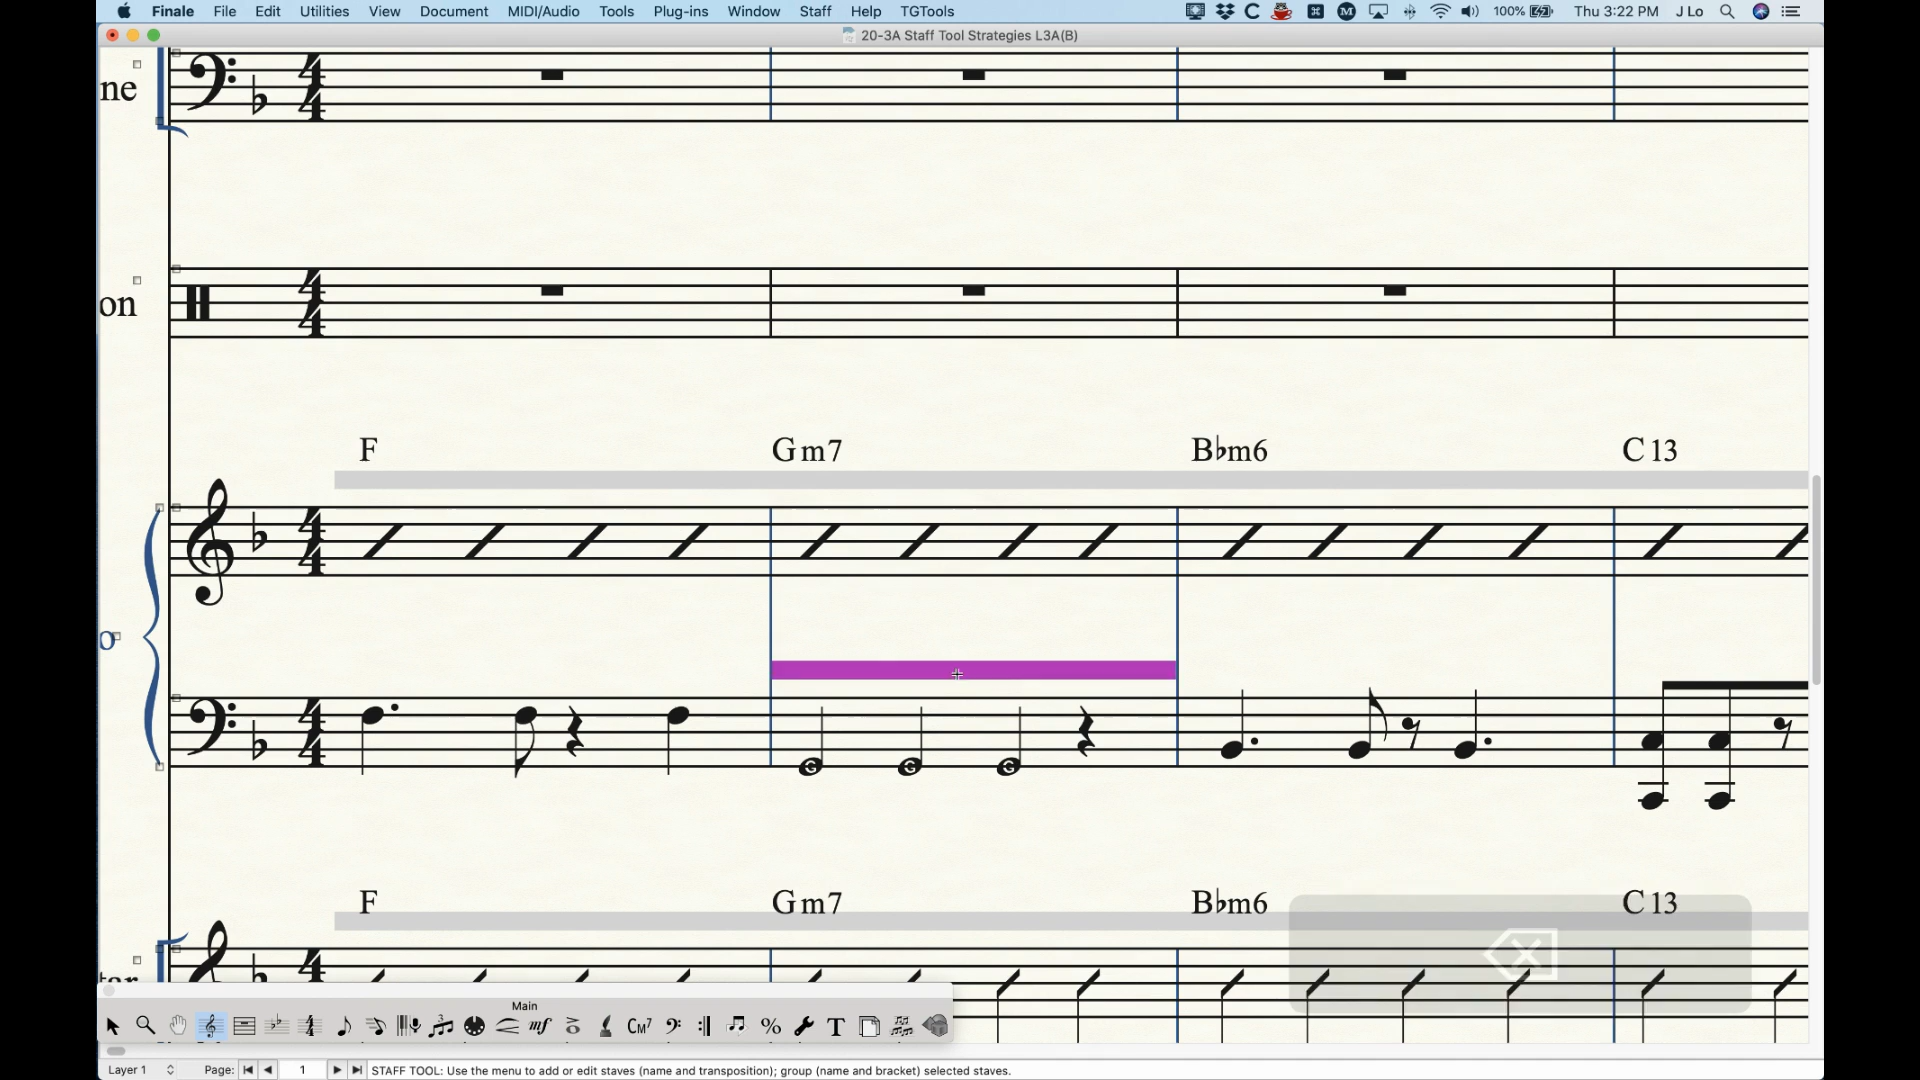 Finale File Edit Utilities View Document MIDI/Audio Tools Plug-ins Window Staff Help TGTools 100% Thu 3:22 PM J Lo
20-3A Staff Tool Strategies L3A(B)
ne
on
F Gm7 B♭m6 C13
o
F Gm7 B♭m6 C13
Main
CM7
Layer 1 Page: 1 STAFF TOOL: Use the menu to add or edit staves (name and transposition); group (name and bracket) selected staves.